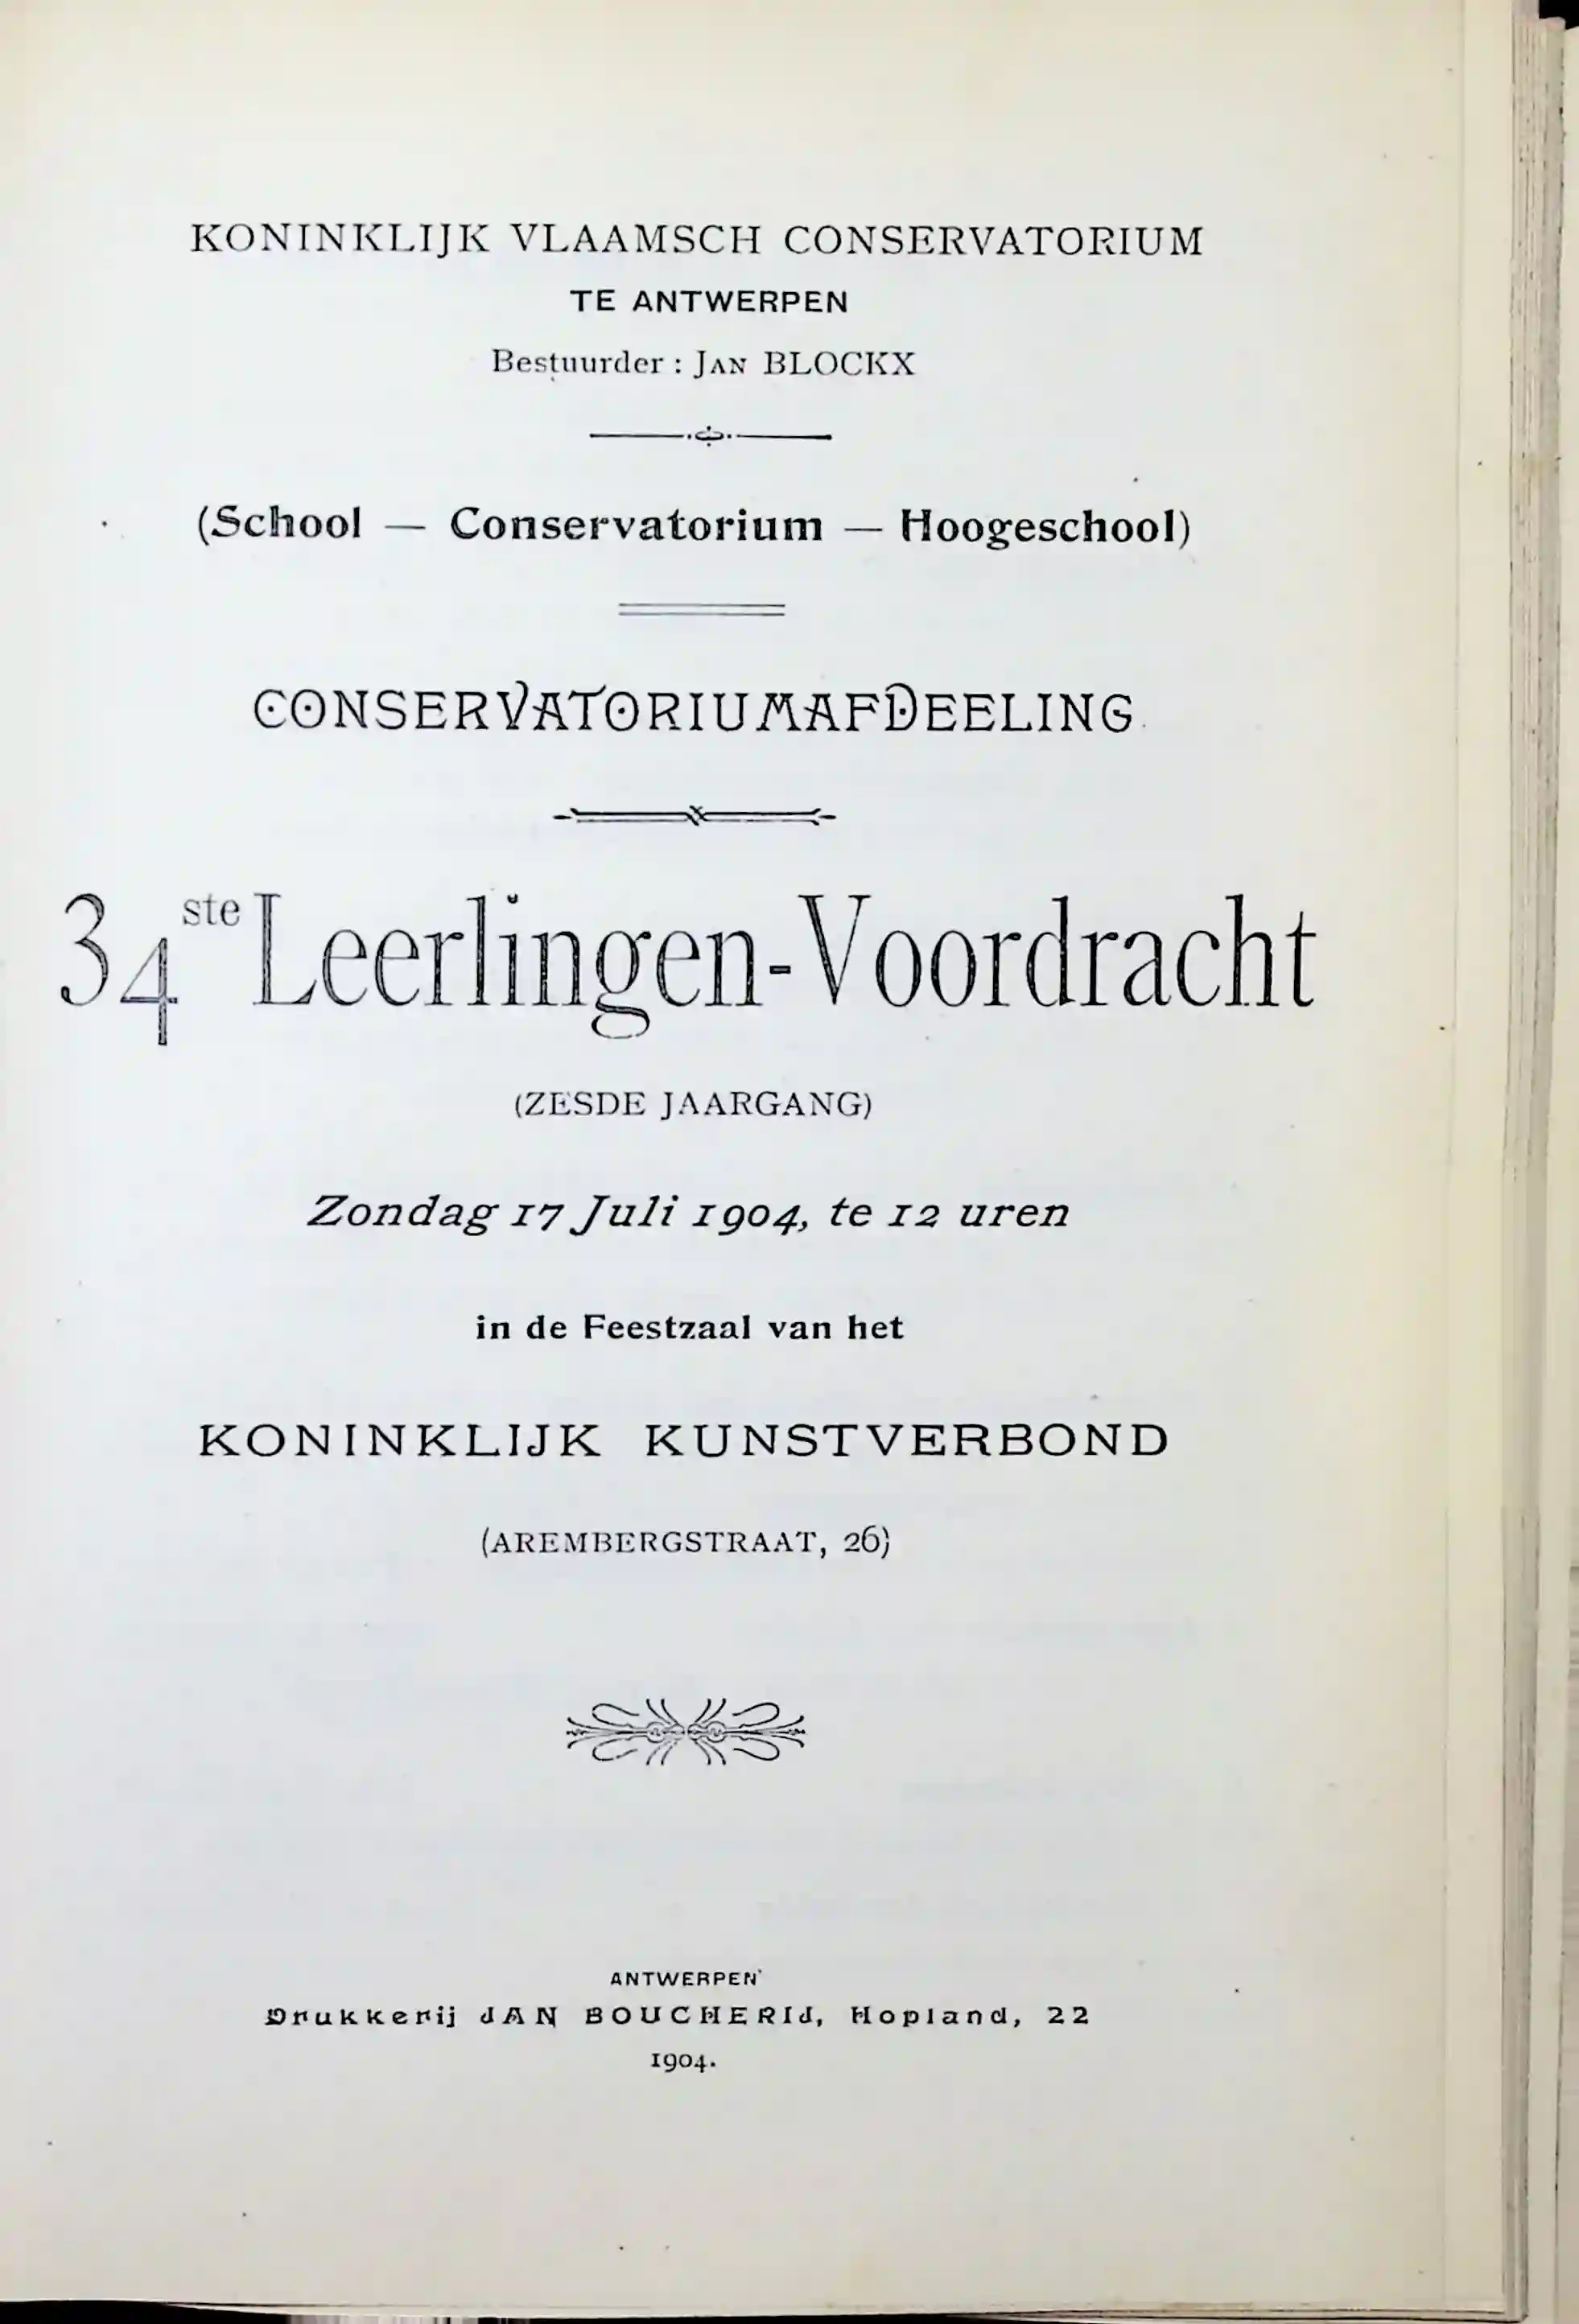 KONINKLIJK VLAAMSCH CONSERVATORIUM
TE ANTWERPEN
Bestuurder : JAN BLOCKX
(School — Conservatorium — Hoogeschool)
CONSERVATORIUMAFDEELING
34ste Leerlingen-Voordracht
(ZESDE JAARGANG)
Zondag 17 Juli 1904, te 12 uren
in de Feestzaal van het
KONINKLIJK KUNSTVERBOND
(AREMBERGSTRAAT, 26)
ANTWERPEN
Drukkerij JAN BOUCHERIJ, Hopland, 22
1904.